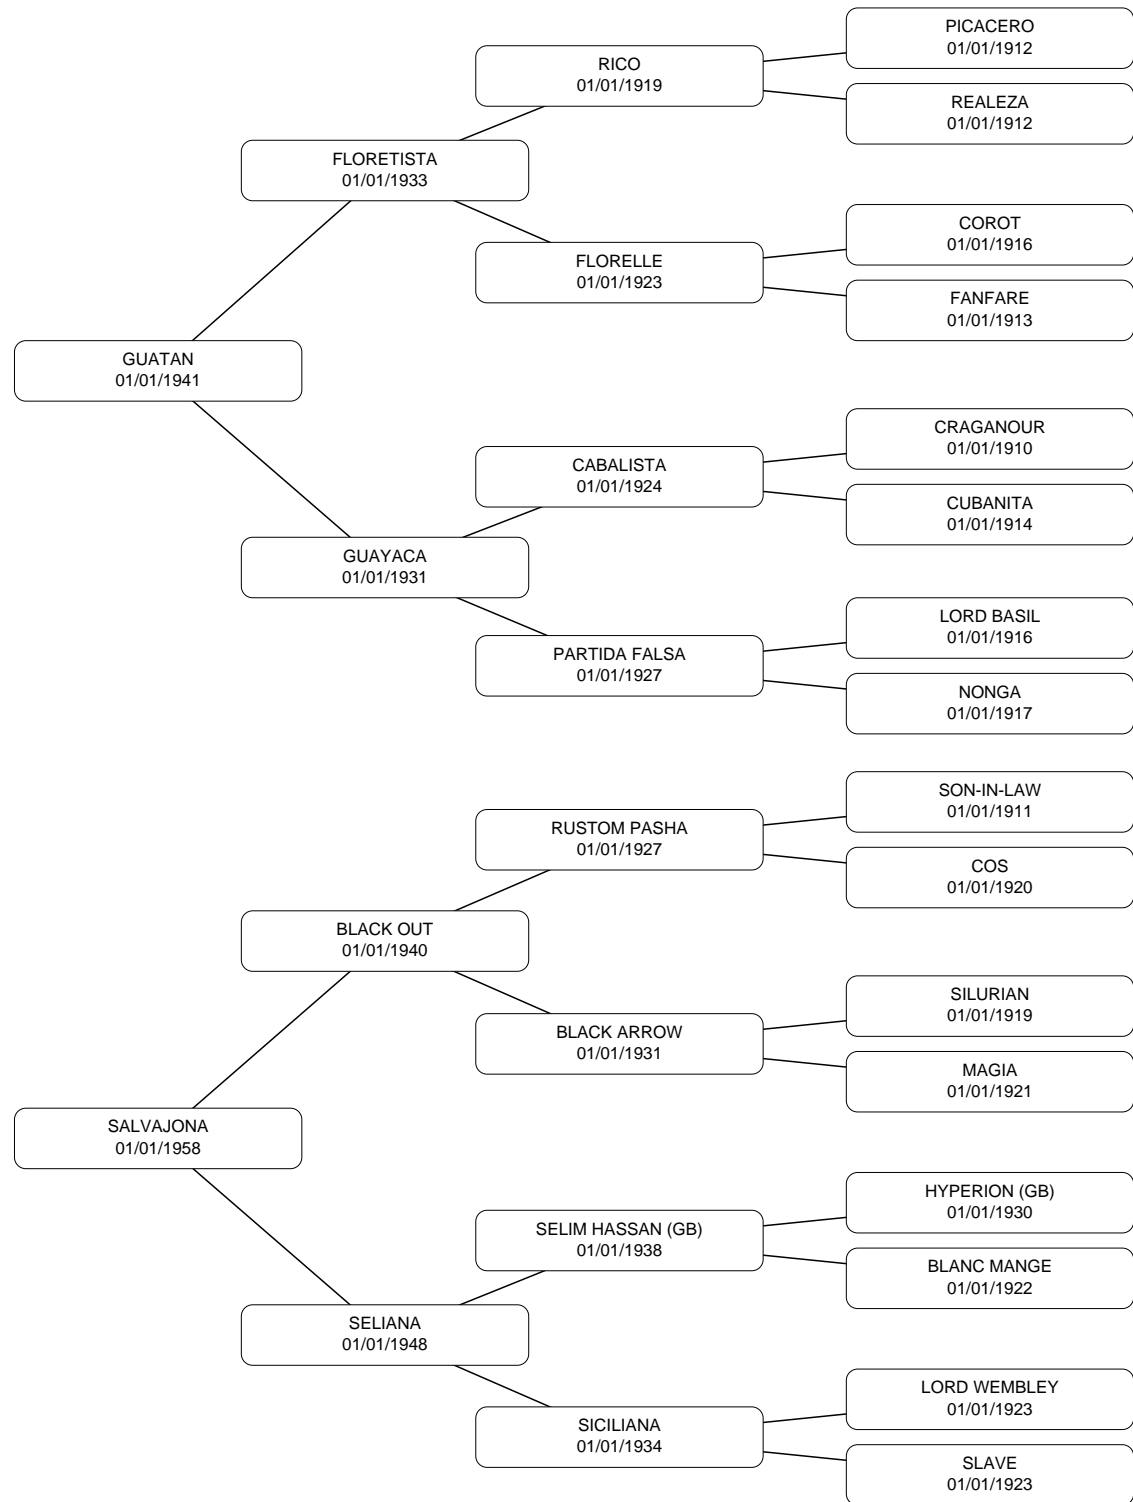 PICACERO
01/01/1912
RICO
01/01/1919
REALEZA
01/01/1912
FLORETISTA
01/01/1933
COROT
01/01/1916
FLORELLE
01/01/1923
FANFARE
01/01/1913
GUATAN
01/01/1941
CRAGANOUR
01/01/1910
CABALISTA
01/01/1924
CUBANITA
01/01/1914
GUAYACA
01/01/1931
LORD BASIL
01/01/1916
PARTIDA FALSA
01/01/1927
NONGA
01/01/1917
SON-IN-LAW
01/01/1911
RUSTOM PASHA
01/01/1927
COS
01/01/1920
BLACK OUT
01/01/1940
SILURIAN
01/01/1919
BLACK ARROW
01/01/1931
MAGIA
01/01/1921
SALVAJONA
01/01/1958
HYPERION (GB)
01/01/1930
SELIM HASSAN (GB)
01/01/1938
BLANC MANGE
01/01/1922
SELIANA
01/01/1948
LORD WEMBLEY
01/01/1923
SICILIANA
01/01/1934
SLAVE
01/01/1923